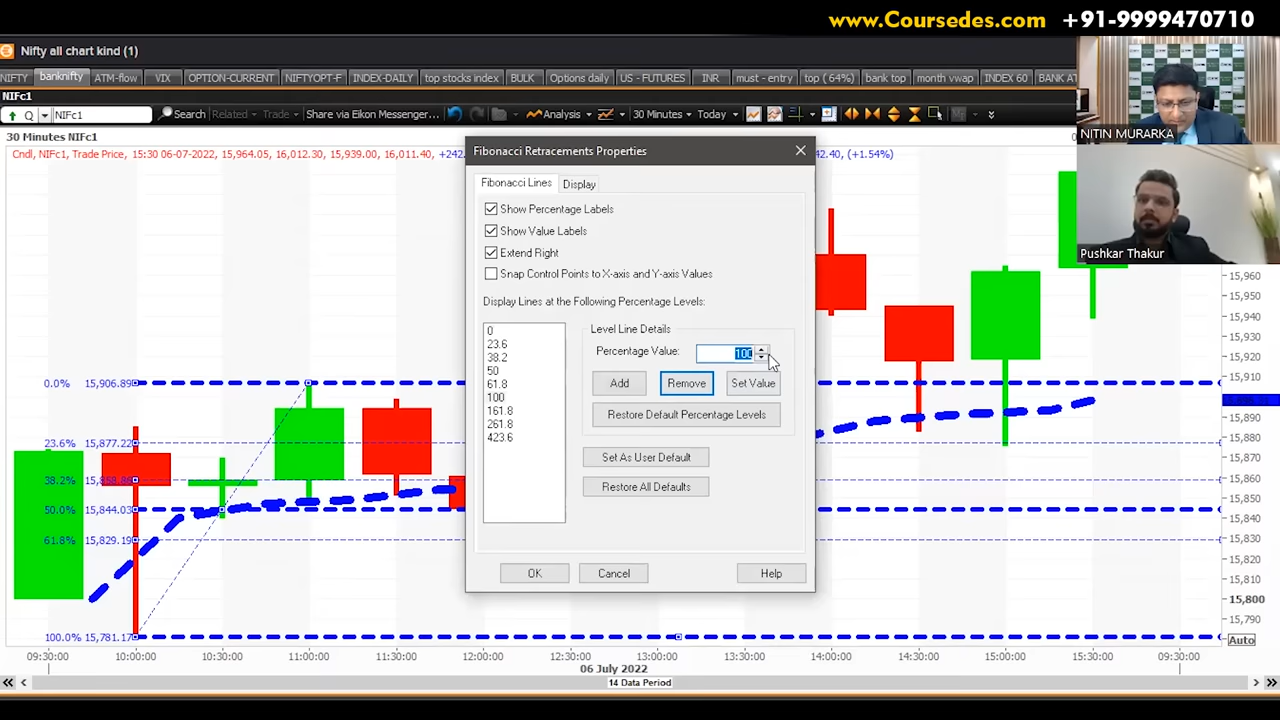 www.Coursedes.com +91-9999470710
Nifty all chart kind (1)
NIFTY banknifty ATM-flow VIX OPTION-CURRENT NIFTYOPT-F INDEX-DAILY top stocks index BULK Options daily US - FUTURES INR must - entry top ( 64%) bank top month vwap INDEX 60 BANK AT
NIFc1
Q NIFc1 Search Related Trade Share via Eikon Messenger... Analysis 30 Minutes Today
NITIN MURARKA
30 Minutes NIFc1
Cndl, NIFc1, Trade Price, 15:30 06-07-2022, 15,964.05, 16,012.30, 15,939.00, 16,011.40, +242. 42.40, (+1.54%)
Pushkar Thakur
Fibonacci Retracements Properties
Fibonacci Lines Display
Show Percentage Labels
Show Value Labels
Extend Right
Snap Control Points to X-axis and Y-axis Values
Display Lines at the Following Percentage Levels:
0
23.6
38.2
50
61.8
100
161.8
261.8
423.6
Level Line Details
Percentage Value: 100
Add Remove Set Value
Restore Default Percentage Levels
Set As User Default
Restore All Defaults
OK Cancel Help
0.0% 15,906.89
23.6% 15,877.22
38.2%
50.0% 15,844.03
61.8% 15,829.19
100.0% 15,781.17
15,960
15,950
15,940
15,930
15,920
15,910
15,890
15,880
15,870
15,860
15,850
15,840
15,830
15,820
15,810
15,800
15,790
Auto
09:30:00 10:00:00 10:30:00 11:00:00 11:30:00 12:00:00 12:30:00 13:00:00 13:30:00 14:00:00 14:30:00 15:00:00 15:30:00 09:30:00
06 July 2022
14 Data Period